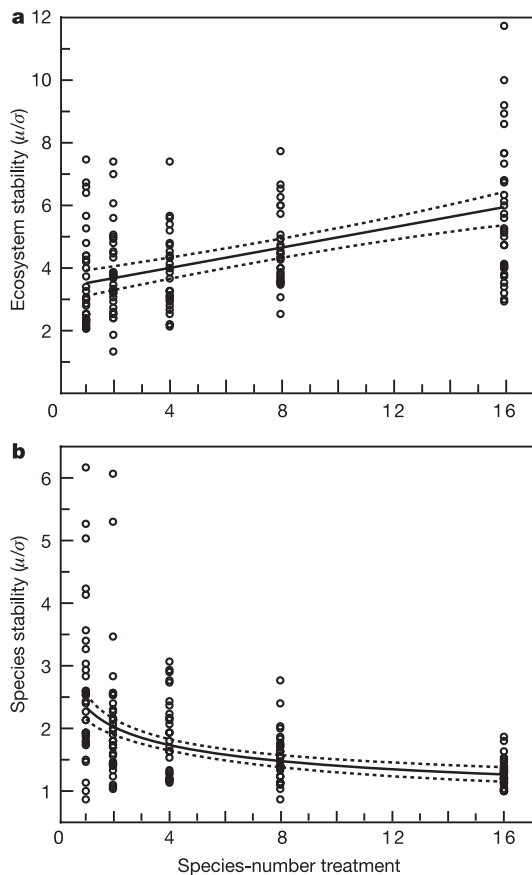 a
12
10
8
6
4
2
Ecosystem stability (μ/σ)
0 4 8 12 16
b
6
5
4
3
2
1
Species stability (μ/σ)
0 4 8 12 16
Species-number treatment